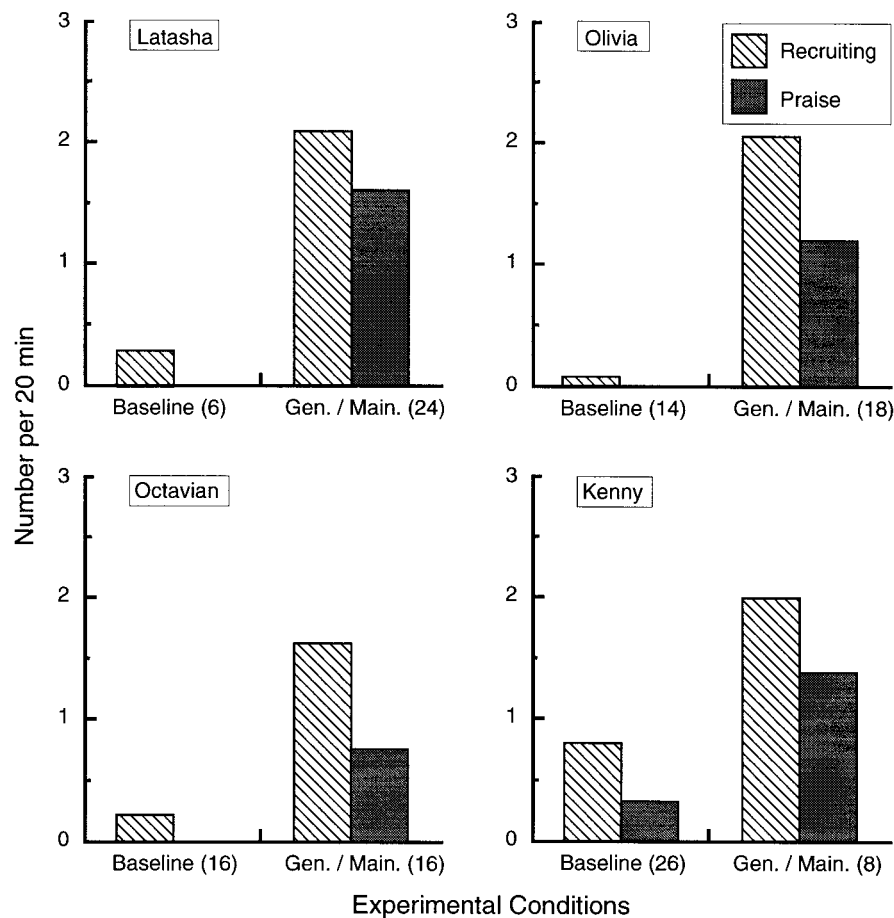 Number per 20 min
Latasha
3
2
1
0
Baseline (6) Gen. / Main. (24)
Olivia
Recruiting
Praise
3
2
1
0
Baseline (14) Gen. / Main. (18)
Octavian
3
2
1
0
Baseline (16) Gen. / Main. (16)
Kenny
3
2
1
0
Baseline (26) Gen. / Main. (8)
Experimental Conditions